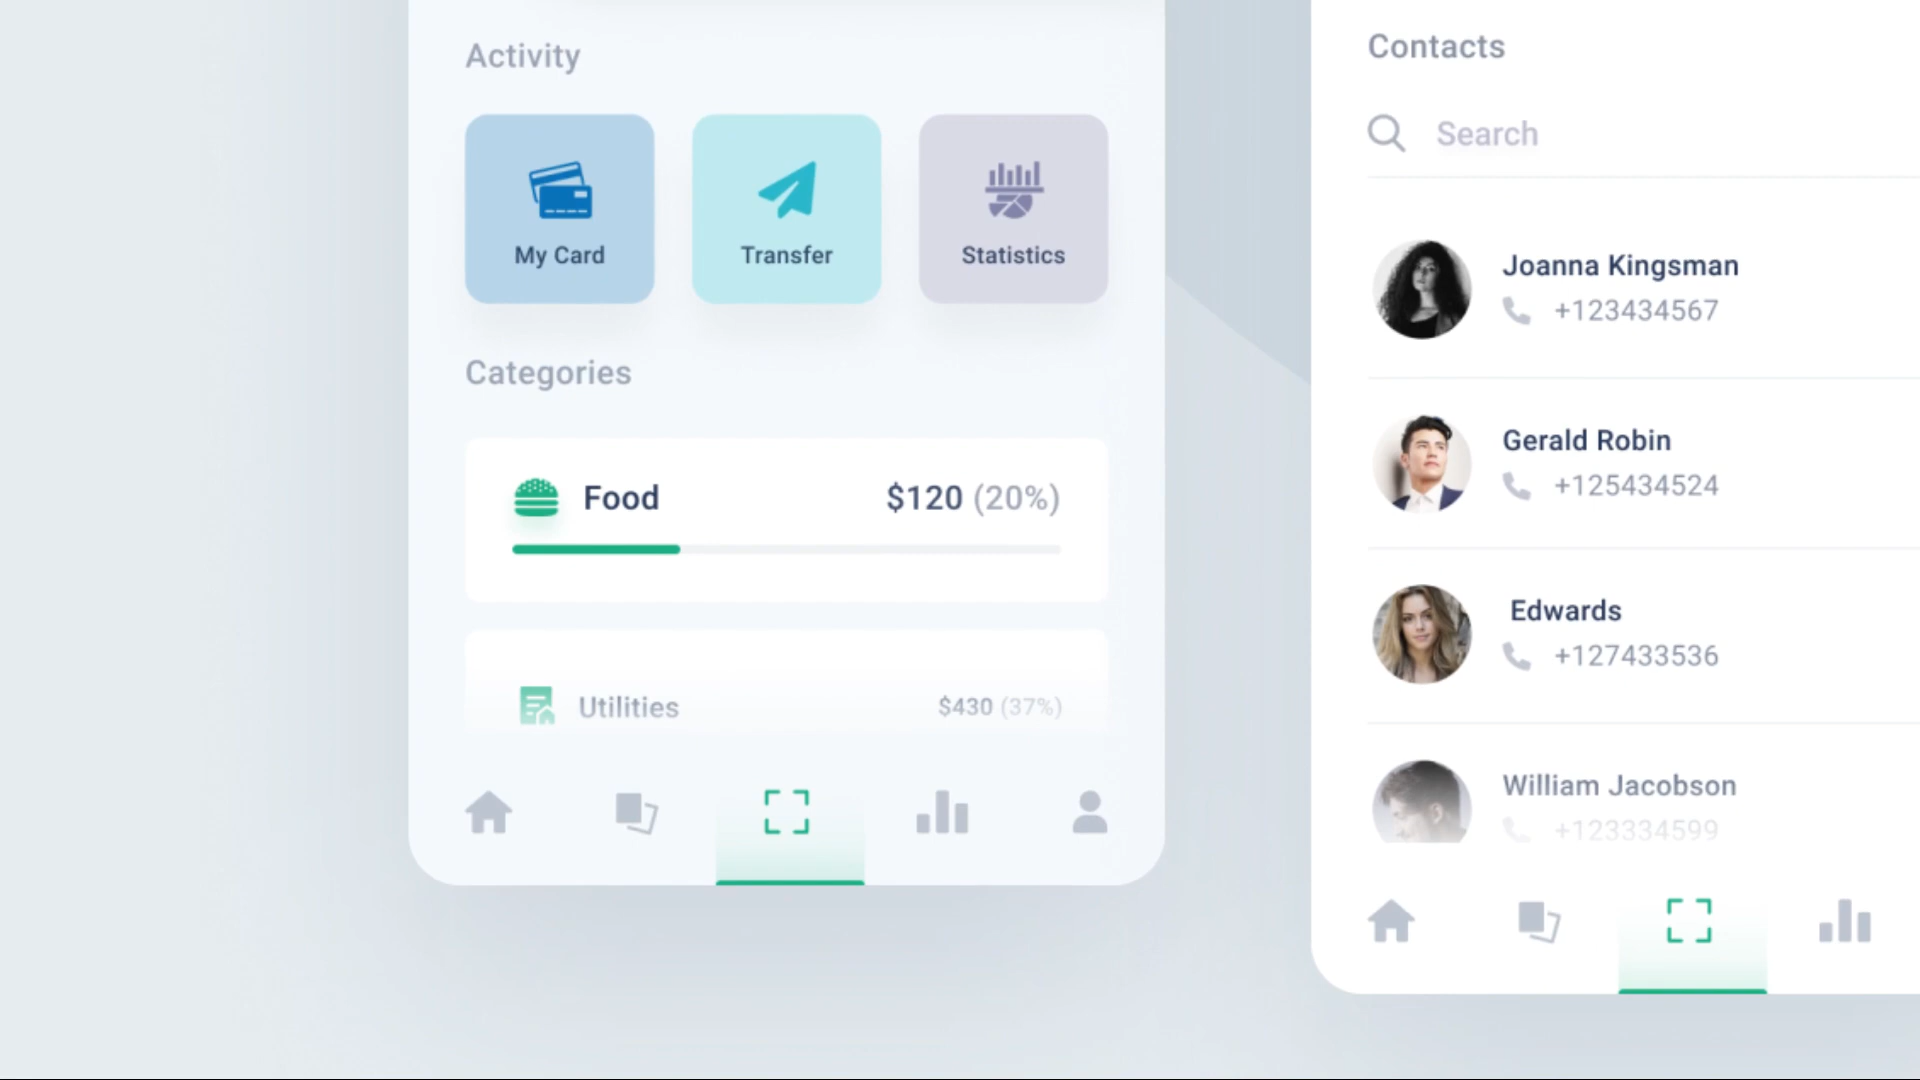 Activity
My Card
Transfer
Statistics
Categories
Food
$120 (20%)
Utilities
$430 (37%)
Contacts
Search
Joanna Kingsman
+123434567
Gerald Robin
+125434524
Edwards
+127433536
William Jacobson
+123334599